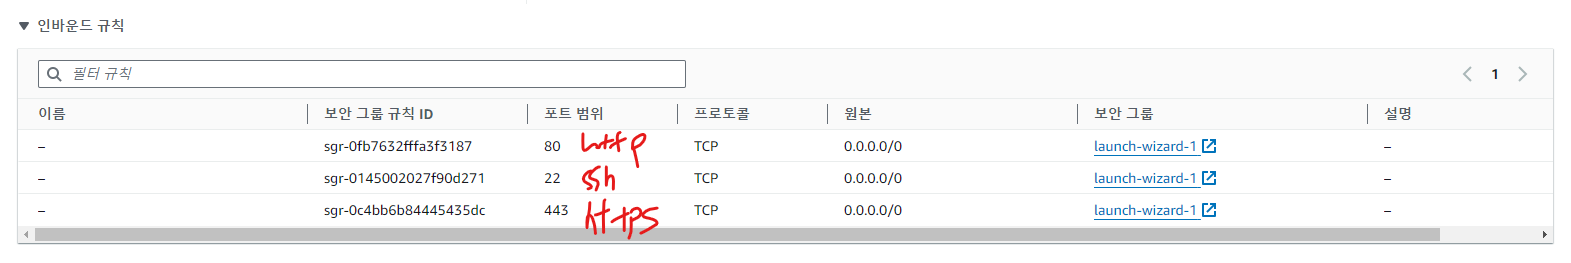 ▼ 인바운드 규칙
필터 규칙
1
이름 보안 그룹 규칙 ID 포트 범위 프로토콜 원본 보안 그룹 설명
– sgr-0fb7632fffa3f3187 80 http TCP 0.0.0.0/0 launch-wizard-1 –
– sgr-0145002027f90d271 22 ssh TCP 0.0.0.0/0 launch-wizard-1 –
– sgr-0c4bb6b84445435dc 443 https TCP 0.0.0.0/0 launch-wizard-1 –